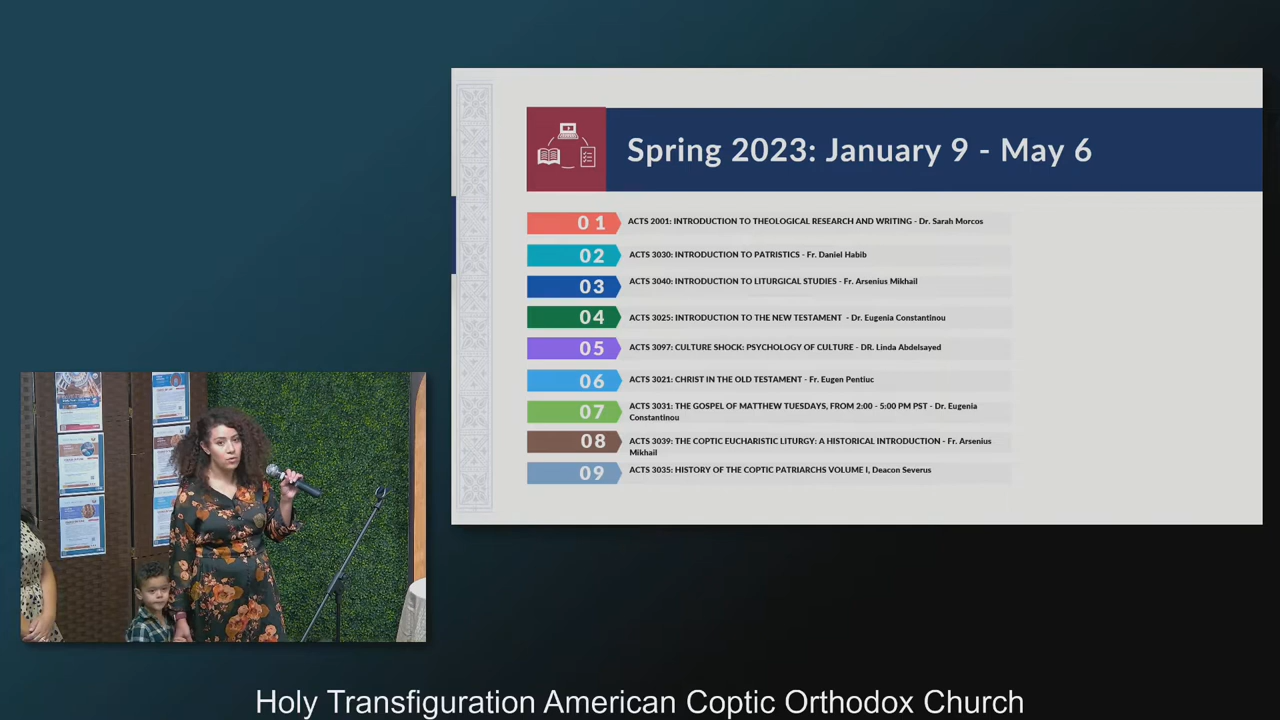 Spring 2023: January 9 - May 6
01 ACTS 2001: INTRODUCTION TO THEOLOGICAL RESEARCH AND WRITING - Dr. Sarah Morcos
02 ACTS 3030: INTRODUCTION TO PATRISTICS - Fr. Daniel Habib
03 ACTS 3040: INTRODUCTION TO LITURGICAL STUDIES - Fr. Arsenius Mikhail
04 ACTS 3025: INTRODUCTION TO THE NEW TESTAMENT - Dr. Eugenia Constantinou
05 ACTS 3097: CULTURE SHOCK: PSYCHOLOGY OF CULTURE - DR. Linda Abdelsayed
06 ACTS 3021: CHRIST IN THE OLD TESTAMENT - Fr. Eugen Pentiuc
07 ACTS 3031: THE GOSPEL OF MATTHEW TUESDAYS, FROM 2:00 - 5:00 PM PST - Dr. Eugenia
Constantinou
08 ACTS 3039: THE COPTIC EUCHARISTIC LITURGY: A HISTORICAL INTRODUCTION - Fr. Arsenius
Mikhail
09 ACTS 3035: HISTORY OF THE COPTIC PATRIARCHS VOLUME I, Deacon Severus
Holy Transfiguration American Coptic Orthodox Church